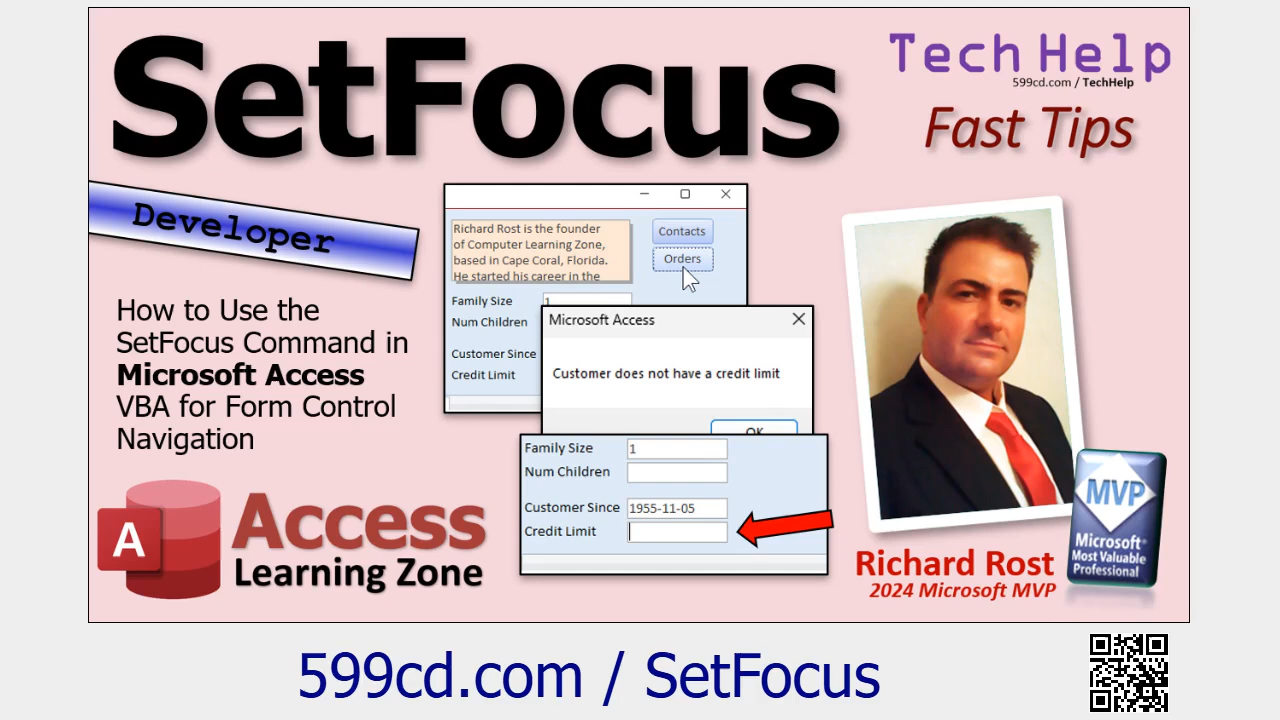 SetFocus
Tech Help
599cd.com / TechHelp
Fast Tips
Developer
How to Use the
SetFocus Command in
Microsoft Access
VBA for Form Control
Navigation
Richard Rost is the founder
of Computer Learning Zone,
based in Cape Coral, Florida.
He started his career in the
Contacts
Orders
Family Size 1
Num Children
Customer Since
Credit Limit
Microsoft Access
Customer does not have a credit limit
OK
Family Size 1
Num Children
Customer Since 1955-11-05
Credit Limit
A
Access
Learning Zone
MVP
Microsoft®
Most Valuable
Professional
Richard Rost
2024 Microsoft MVP
599cd.com / SetFocus